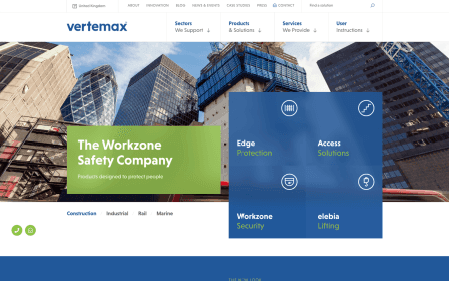 United Kingdom
ABOUT
INNOVATION
BLOG
NEWS & EVENTS
CASE STUDIES
PRESS
CONTACT
Find a solution
vertemax
Sectors
We Support
Products
& Solutions
Services
We Provide
User
Instructions
The Workzone
Safety Company
Products designed to protect people
Edge
Protection
Access
Solutions
Workzone
Security
elebia
Lifting
Construction
Industrial
Rail
Marine